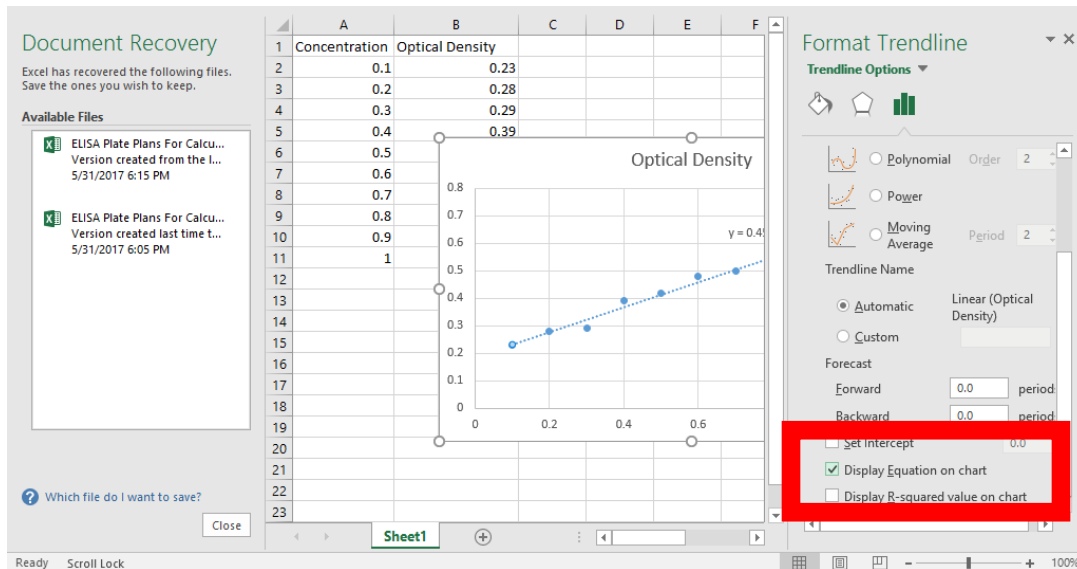 Document Recovery
Excel has recovered the following files.
Save the ones you wish to keep.
Available Files
ELISA Plate Plans For Calcu...
Version created from the l...
5/31/2017 6:15 PM
ELISA Plate Plans For Calcu...
Version created last time t...
5/31/2017 6:05 PM
Which file do I want to save?
Close
A B C D E F
1 Concentration Optical Density
2 0.1 0.23
3 0.2 0.28
4 0.3 0.29
5 0.4 0.39
6 0.5
7 0.6
8 0.7
9 0.8
10 0.9
11 1
12
13
14
15
16
17
18
19
20
21
22
23
Optical Density
0.8
0.7
y = 0.4
0.6
0.5
0.4
0.3
0.2
0.1
0
0 0.2 0.4 0.6
Sheet1
Format Trendline
Trendline Options
Polynomial Order 2
Power
Moving
Average Period 2
Trendline Name
Automatic Linear (Optical
Density)
Custom
Forecast
Forward 0.0 period
Backward 0.0 period
Set Intercept 0.0
Display Equation on chart
Display R-squared value on chart
Ready Scroll Lock 100%